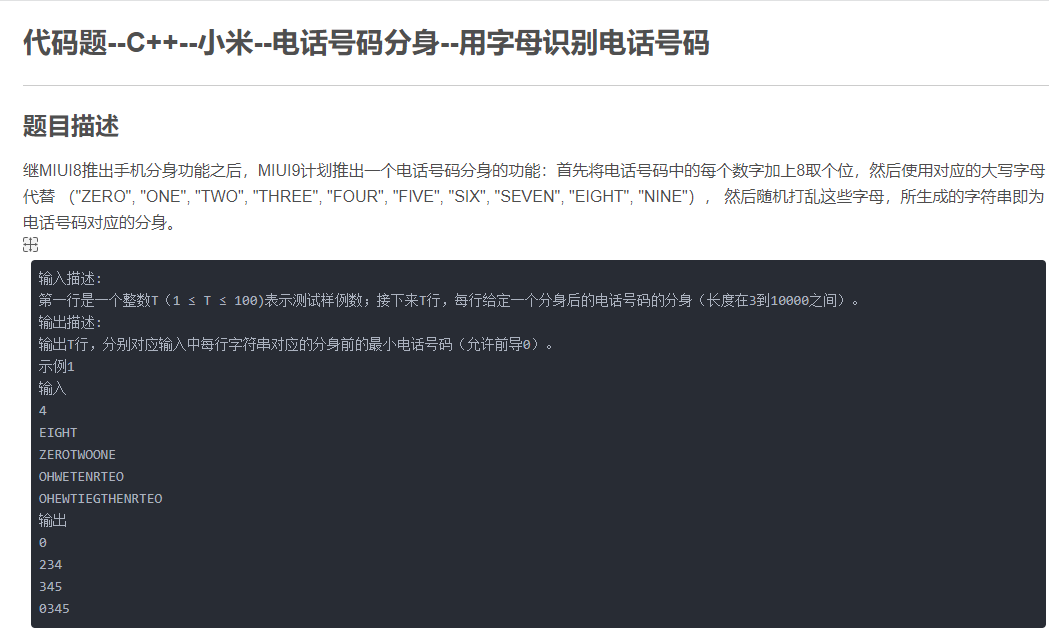 代码题--C++--小米--电话号码分身--用字母识别电话号码
题目描述
继MIUI8推出手机分身功能之后，MIUI9计划推出一个电话号码分身的功能：首先将电话号码中的每个数字加上8取个位，然后使用对应的大写字母
代替 （"ZERO", "ONE", "TWO", "THREE", "FOUR", "FIVE", "SIX", "SEVEN", "EIGHT", "NINE"）， 然后随机打乱这些字母，所生成的字符串即为
电话号码对应的分身。
输入描述：
第一行是一个整数T（1 ≤ T ≤ 100)表示测试样例数；接下来T行，每行给定一个分身后的电话号码的分身（长度在3到10000之间）。
输出描述：
输出T行，分别对应输入中每行字符串对应的分身前的最小电话号码（允许前导0）。
示例1
输入
4
EIGHT
ZEROTWOONE
OHWETENRTEO
OHEWTIEGTHENRTEO
输出
0
234
345
0345